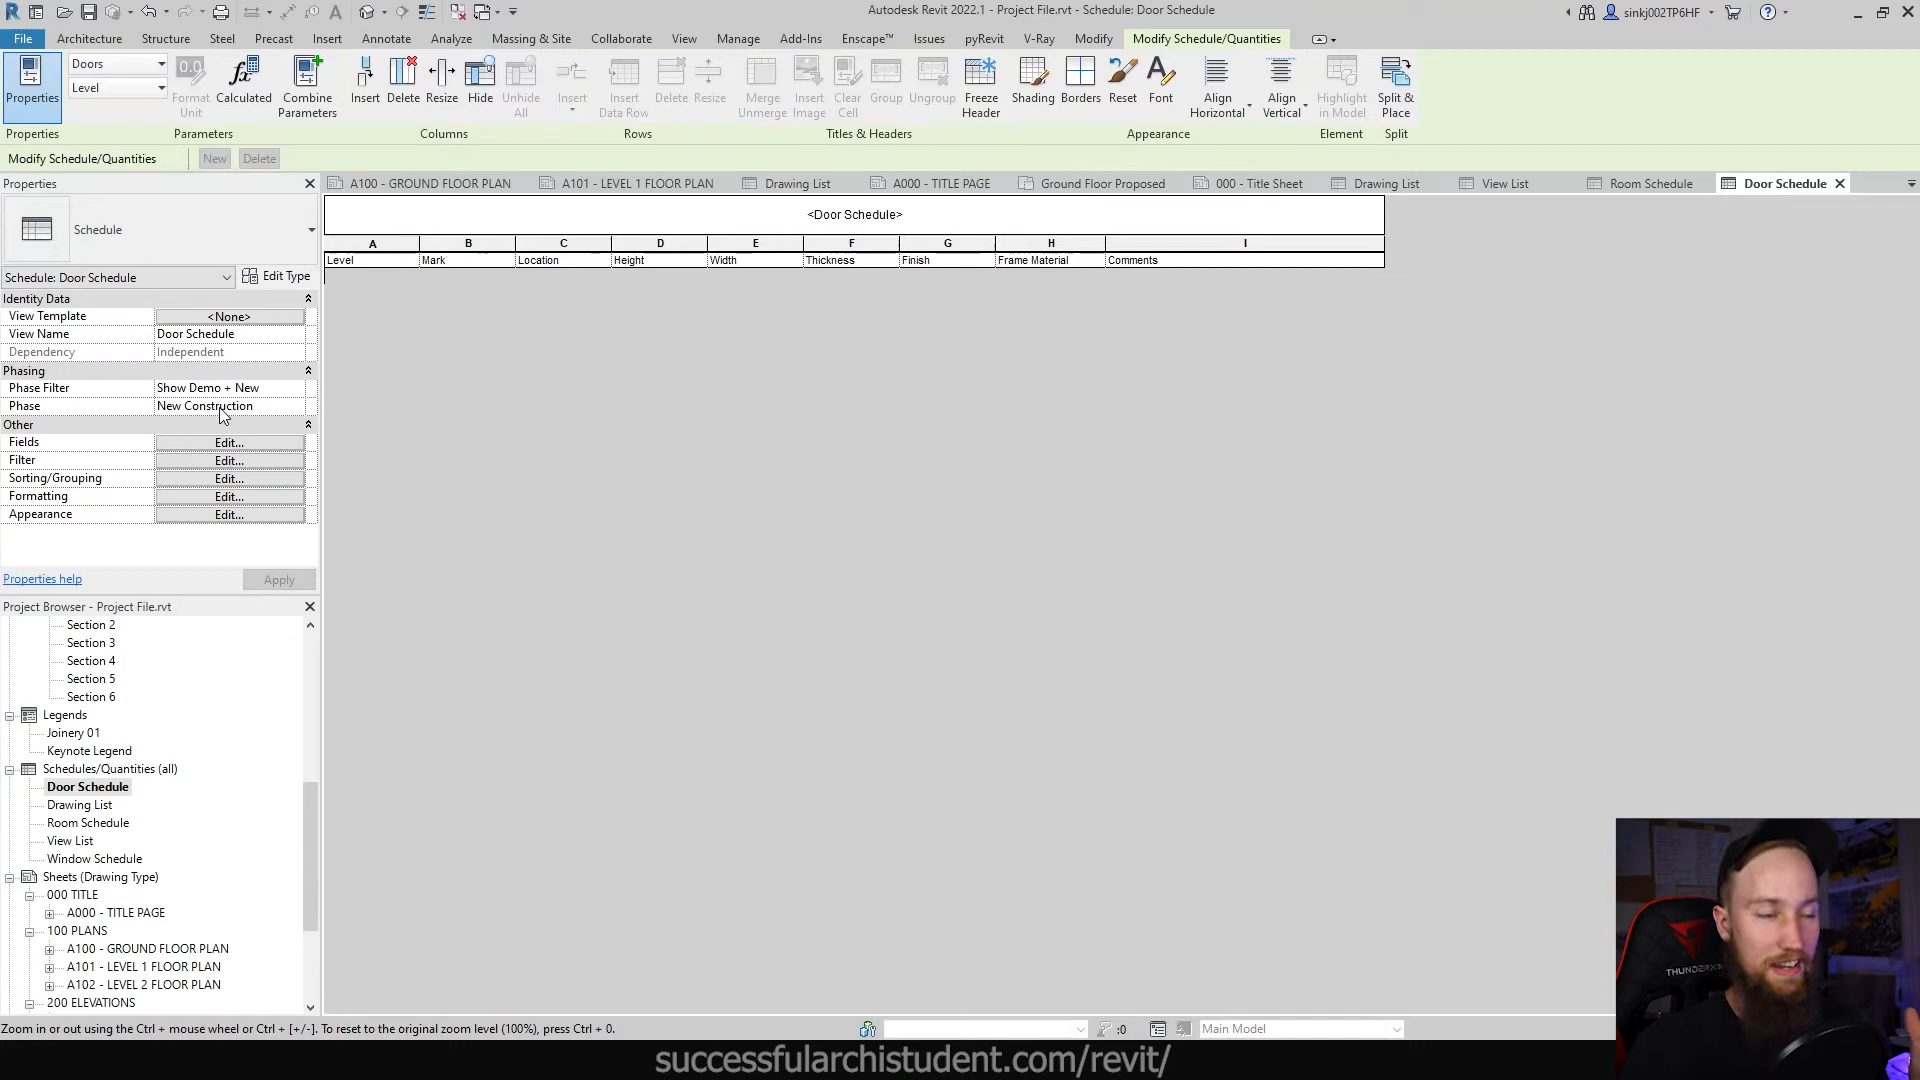 Autodesk Revit 2022.1 - Project File.rvt - Schedule: Door Schedule
sinkj002TP6HF
File Architecture Structure Steel Precast Insert Annotate Analyze Massing & Site Collaborate View Manage Add-Ins Enscape™ Issues pyRevit V-Ray Modify Modify Schedule/Quantities
Properties
Doors
Level
0.0
Format Unit
fx
Calculated
Combine Parameters
Insert
Delete
Resize
Hide
Unhide All
Insert
Insert Data Row
Delete
Resize
Merge Unmerge
Insert Image
Clear Cell
Group
Ungroup
Freeze Header
Shading
Borders
Reset
Font
Align Horizontal
Align Vertical
Highlight in Model
Split & Place
Properties Parameters Columns Rows Titles & Headers Appearance Element Split
Modify Schedule/Quantities New Delete
Properties
A100 - GROUND FLOOR PLAN A101 - LEVEL 1 FLOOR PLAN Drawing List A000 - TITLE PAGE Ground Floor Proposed 000 - Title Sheet Drawing List View List Room Schedule Door Schedule
Schedule
Schedule: Door Schedule Edit Type
Identity Data
View Template <None>
View Name Door Schedule
Dependency Independent
Phasing
Phase Filter Show Demo + New
Phase New Construction
Other
Fields Edit...
Filter Edit...
Sorting/Grouping Edit...
Formatting Edit...
Appearance Edit...
Properties help Apply
<Door Schedule>
A B C D E F G H I
Level Mark Location Height Width Thickness Finish Frame Material Comments
Project Browser - Project File.rvt
Section 2
Section 3
Section 4
Section 5
Section 6
Legends
Joinery 01
Keynote Legend
Schedules/Quantities (all)
Door Schedule
Drawing List
Room Schedule
View List
Window Schedule
Sheets (Drawing Type)
000 TITLE
A000 - TITLE PAGE
100 PLANS
A100 - GROUND FLOOR PLAN
A101 - LEVEL 1 FLOOR PLAN
A102 - LEVEL 2 FLOOR PLAN
200 ELEVATIONS
Zoom in or out using the Ctrl + mouse wheel or Ctrl + [+/-]. To reset to the original zoom level (100%), press Ctrl + 0.
:0
Main Model
THUNDERX3
successfularchistudent.com/revit/